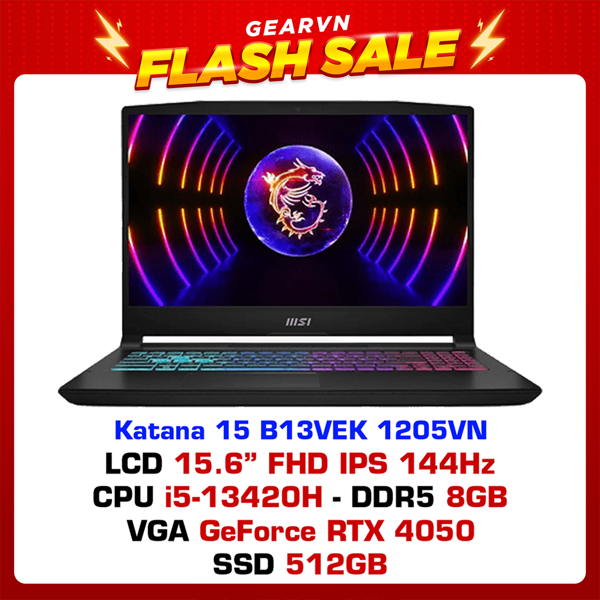 GEARVN
FLASH SALE
msi
Katana 15 B13VEK 1205VN
LCD 15.6” FHD IPS 144Hz
CPU i5-13420H - DDR5 8GB
VGA GeForce RTX 4050
SSD 512GB